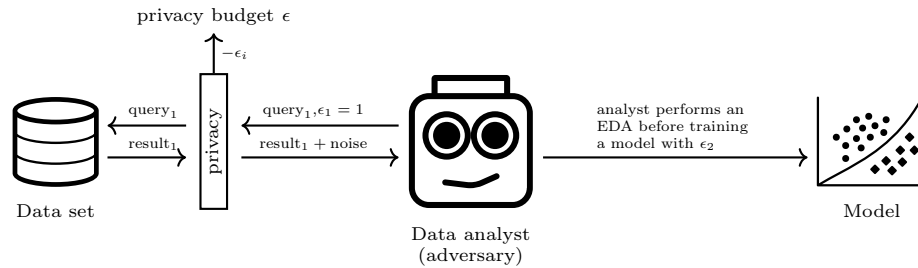 privacy budget ϵ
−ϵᵢ
query₁
query₁,ϵ₁ = 1
privacy
result₁
result₁ + noise
analyst performs an
EDA before training
a model with ϵ₂
Data set
Model
Data analyst
(adversary)